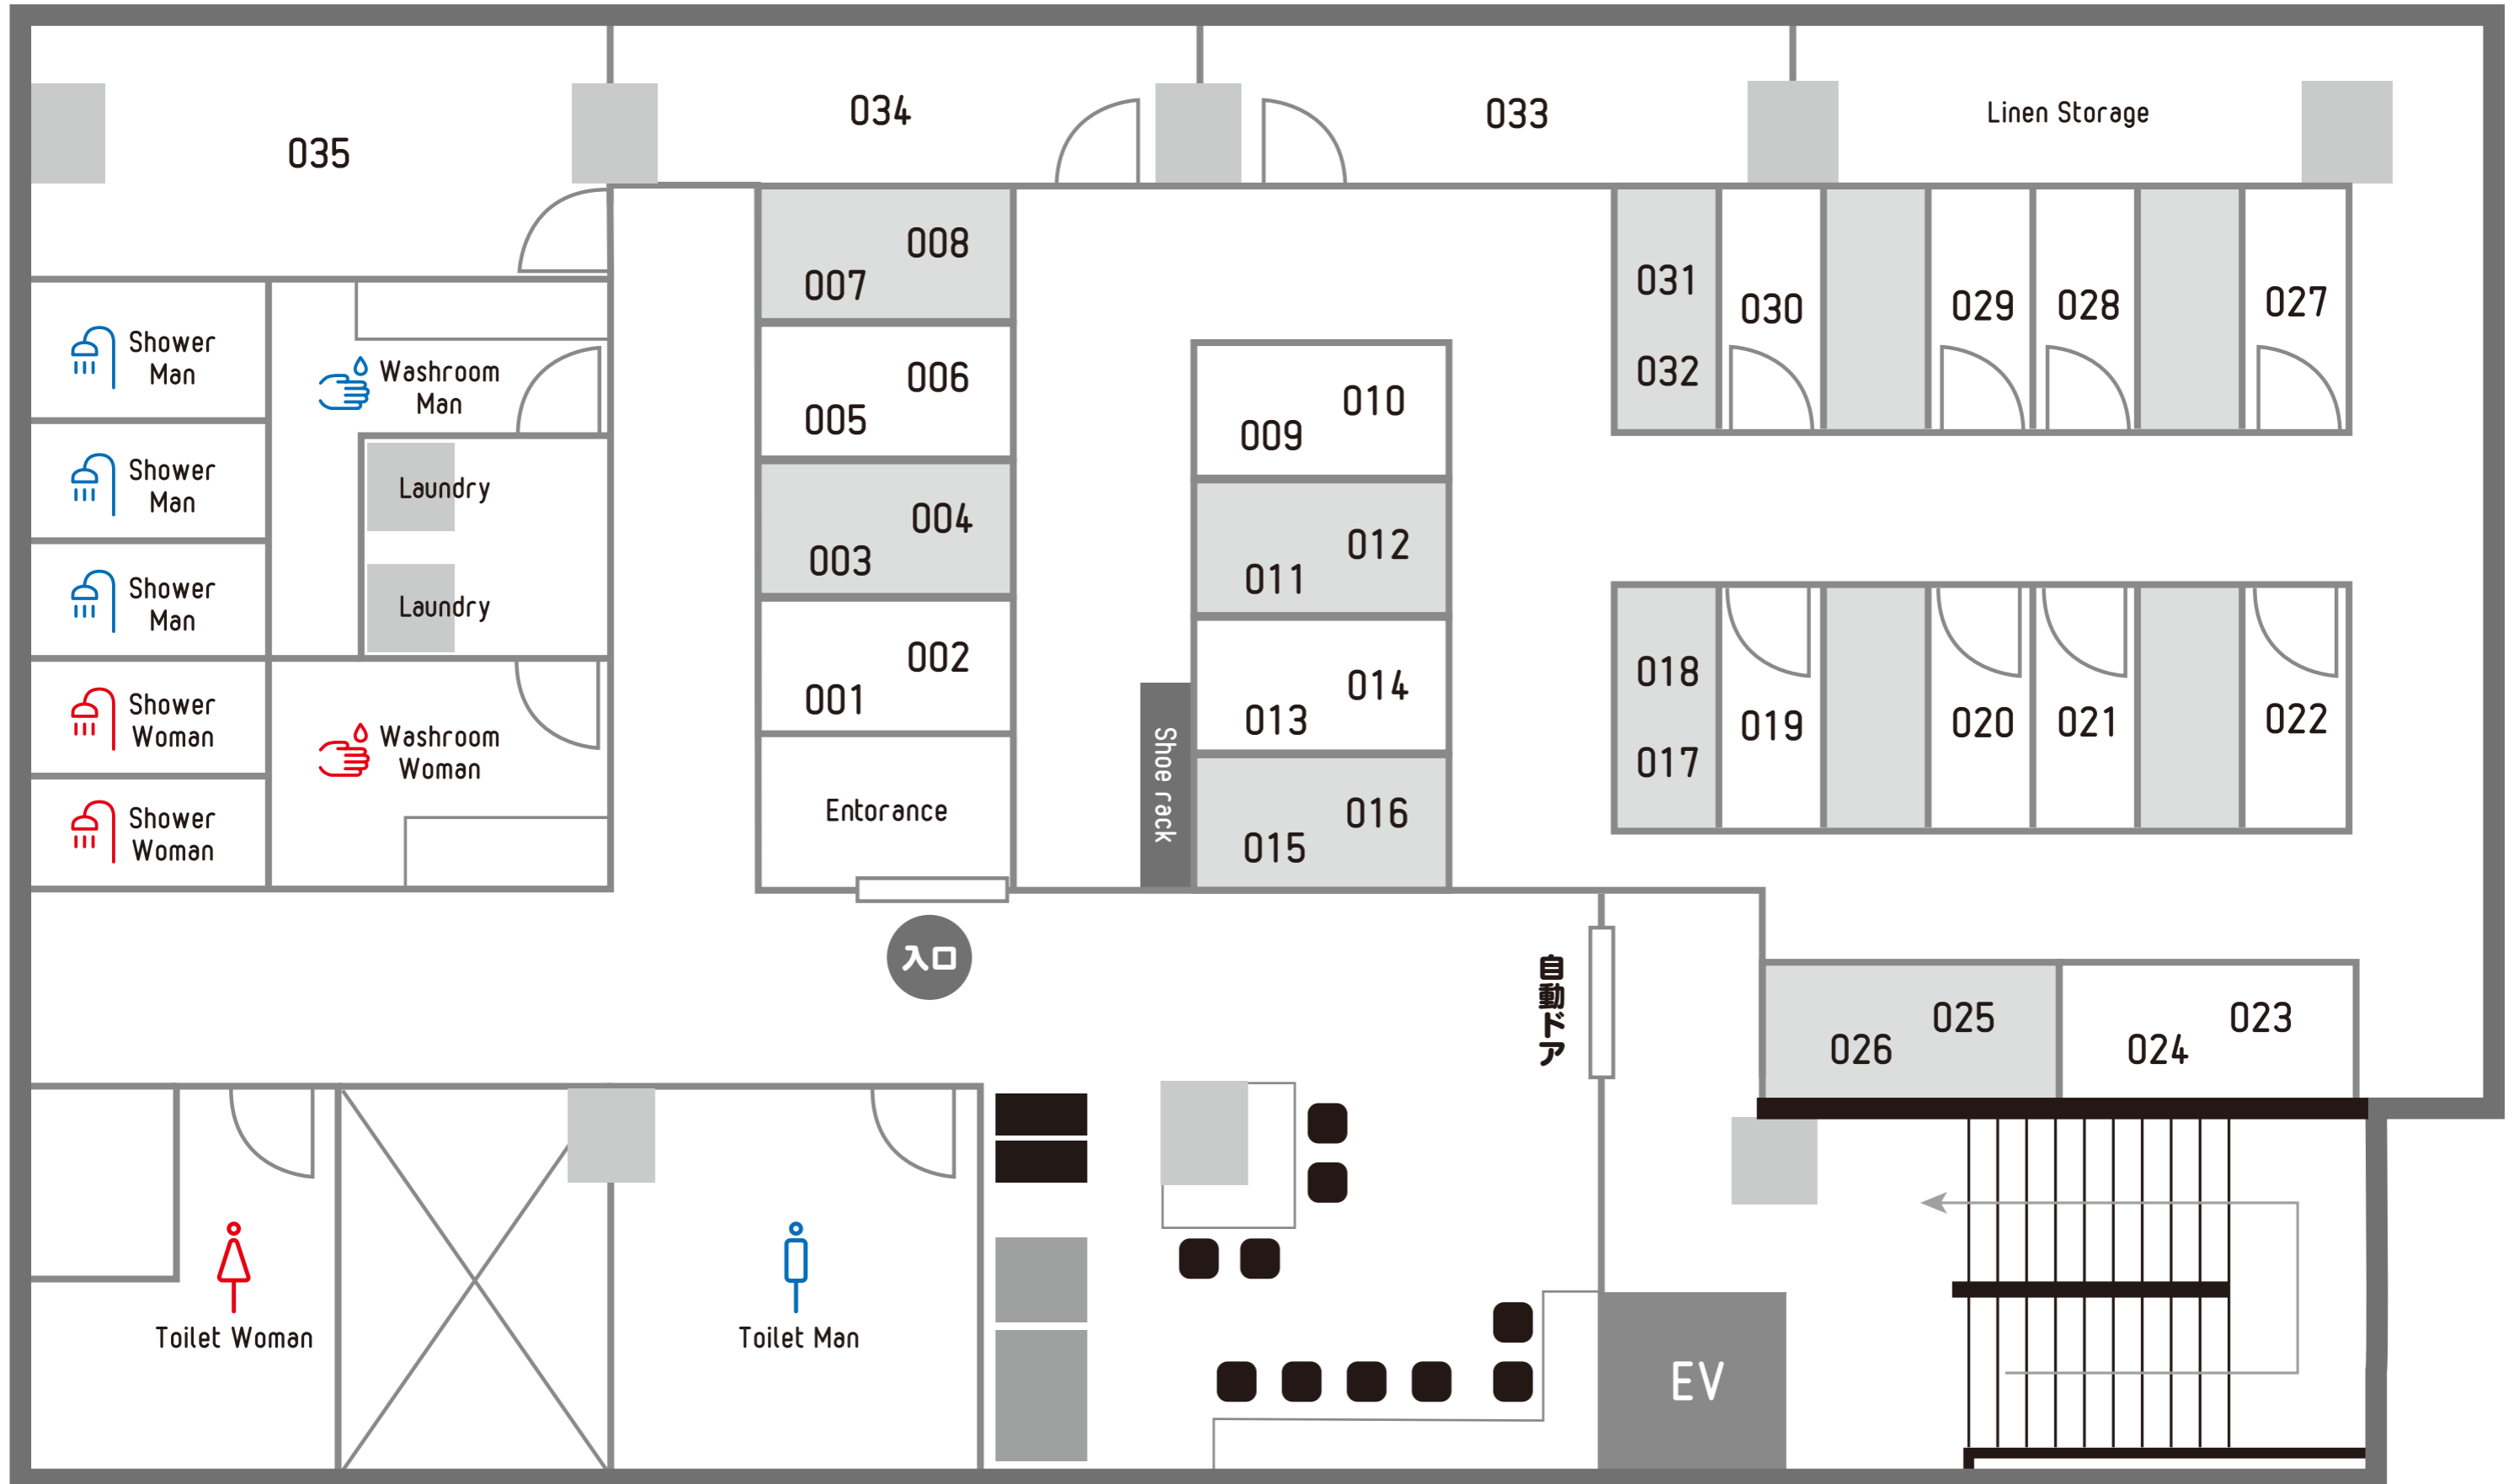 035
034
033
Linen Storage
008
007
006
005
004
003
002
001
Entorance
入口
010
009
012
011
014
013
016
015
Shoe rack
031
032
030
029
028
027
018
017
019
020
021
022
025
026
023
024
自動ドア
Shower
Man
Shower
Man
Shower
Man
Shower
Woman
Shower
Woman
Washroom
Man
Laundry
Laundry
Washroom
Woman
Toilet Woman
Toilet Man
EV